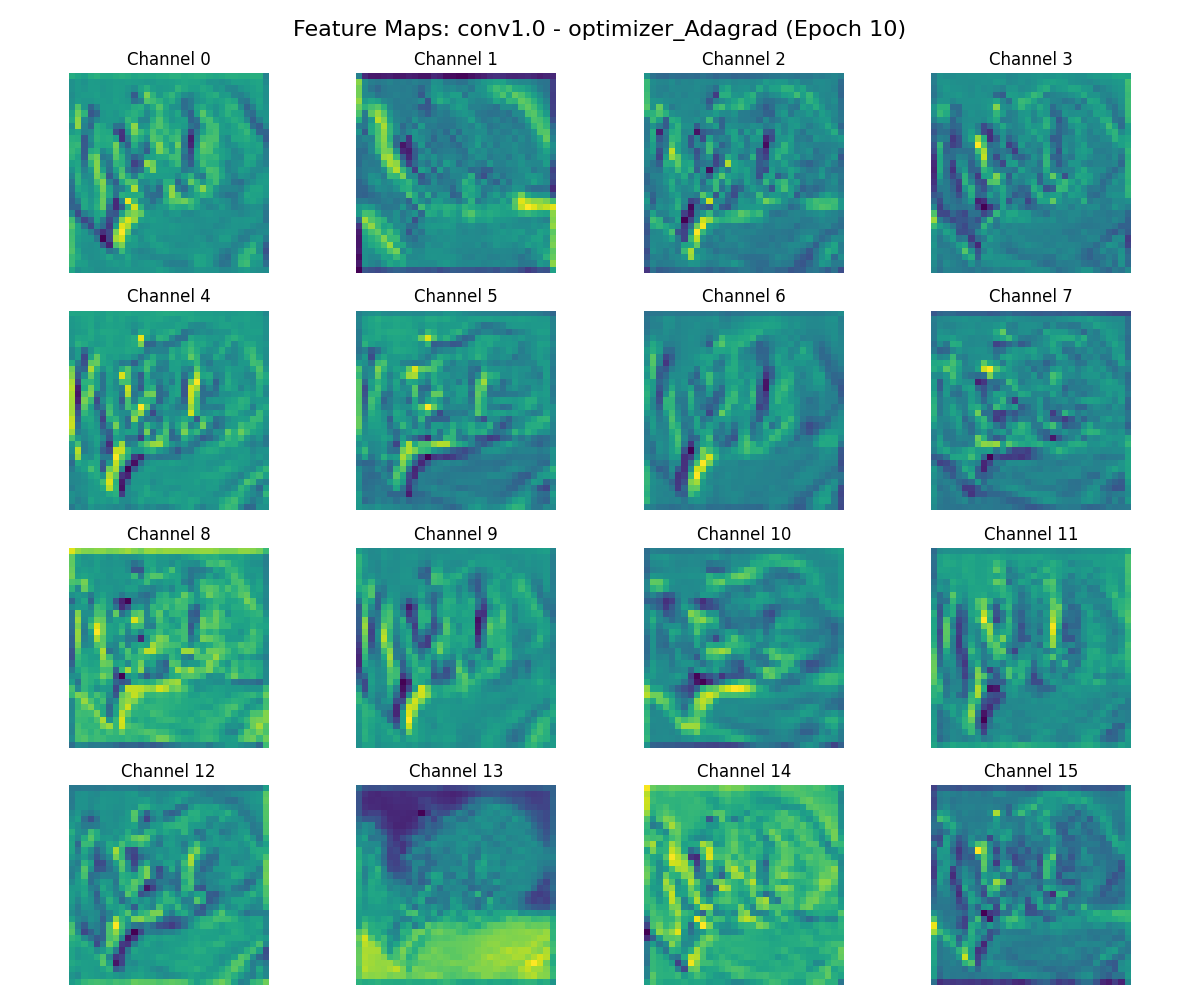 Feature Maps: conv1.0 - optimizer_Adagrad (Epoch 10)
Channel 0 Channel 1 Channel 2 Channel 3
Channel 4 Channel 5 Channel 6 Channel 7
Channel 8 Channel 9 Channel 10 Channel 11
Channel 12 Channel 13 Channel 14 Channel 15